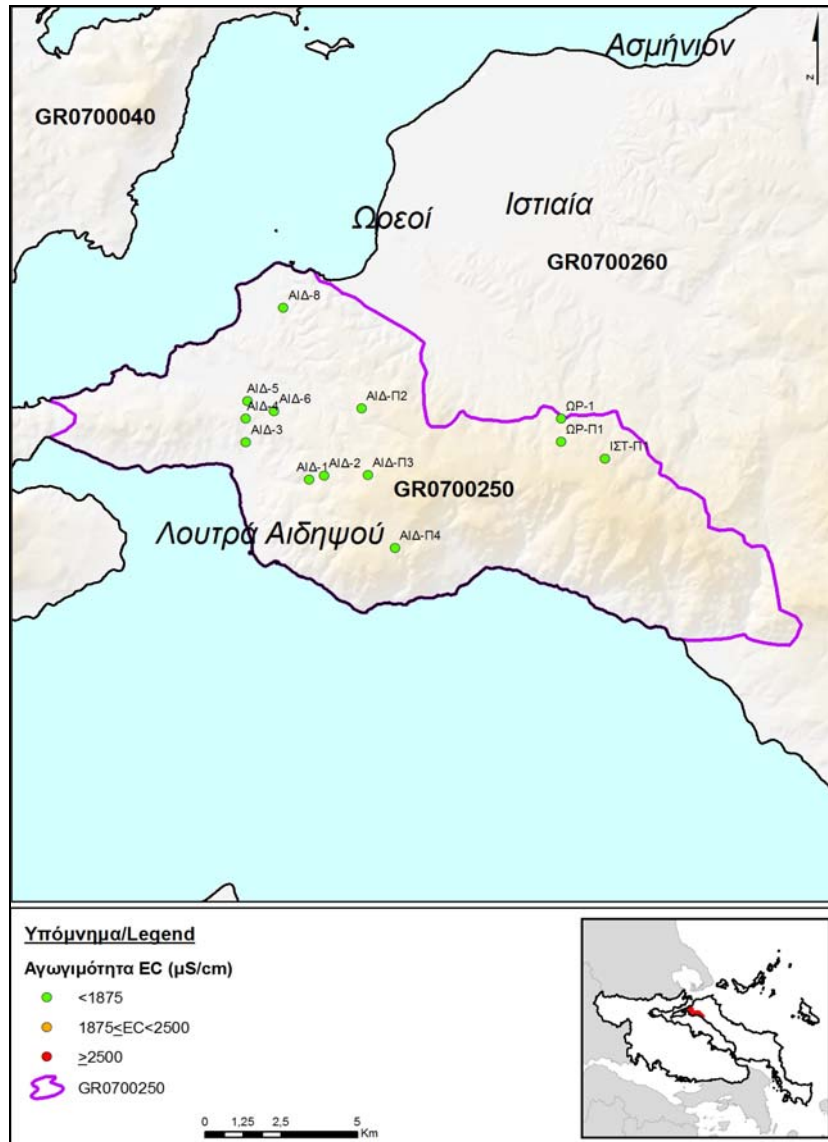 Ασμήνιον
N
GR0700040
Ιστιαία
Ωρεοί
GR0700260
ΑΙΔ-8
ΑΙΔ-5
ΑΙΔ-6
ΑΙΔ-Π2
ΑΙΔ-4
ΩΡ-1
ΑΙΔ-3
ΩΡ-Π1
ΙΣΤ-Π1
ΑΙΔ-1
ΑΙΔ-2
ΑΙΔ-Π3
GR0700250
Λουτρά Αιδηψού
ΑΙΔ-Π4
Υπόμνημα/Legend
Αγωγιμότητα EC (μS/cm)
<1875
1875≤EC<2500
≥2500
GR0700250
0 1,25 2,5 5
Km